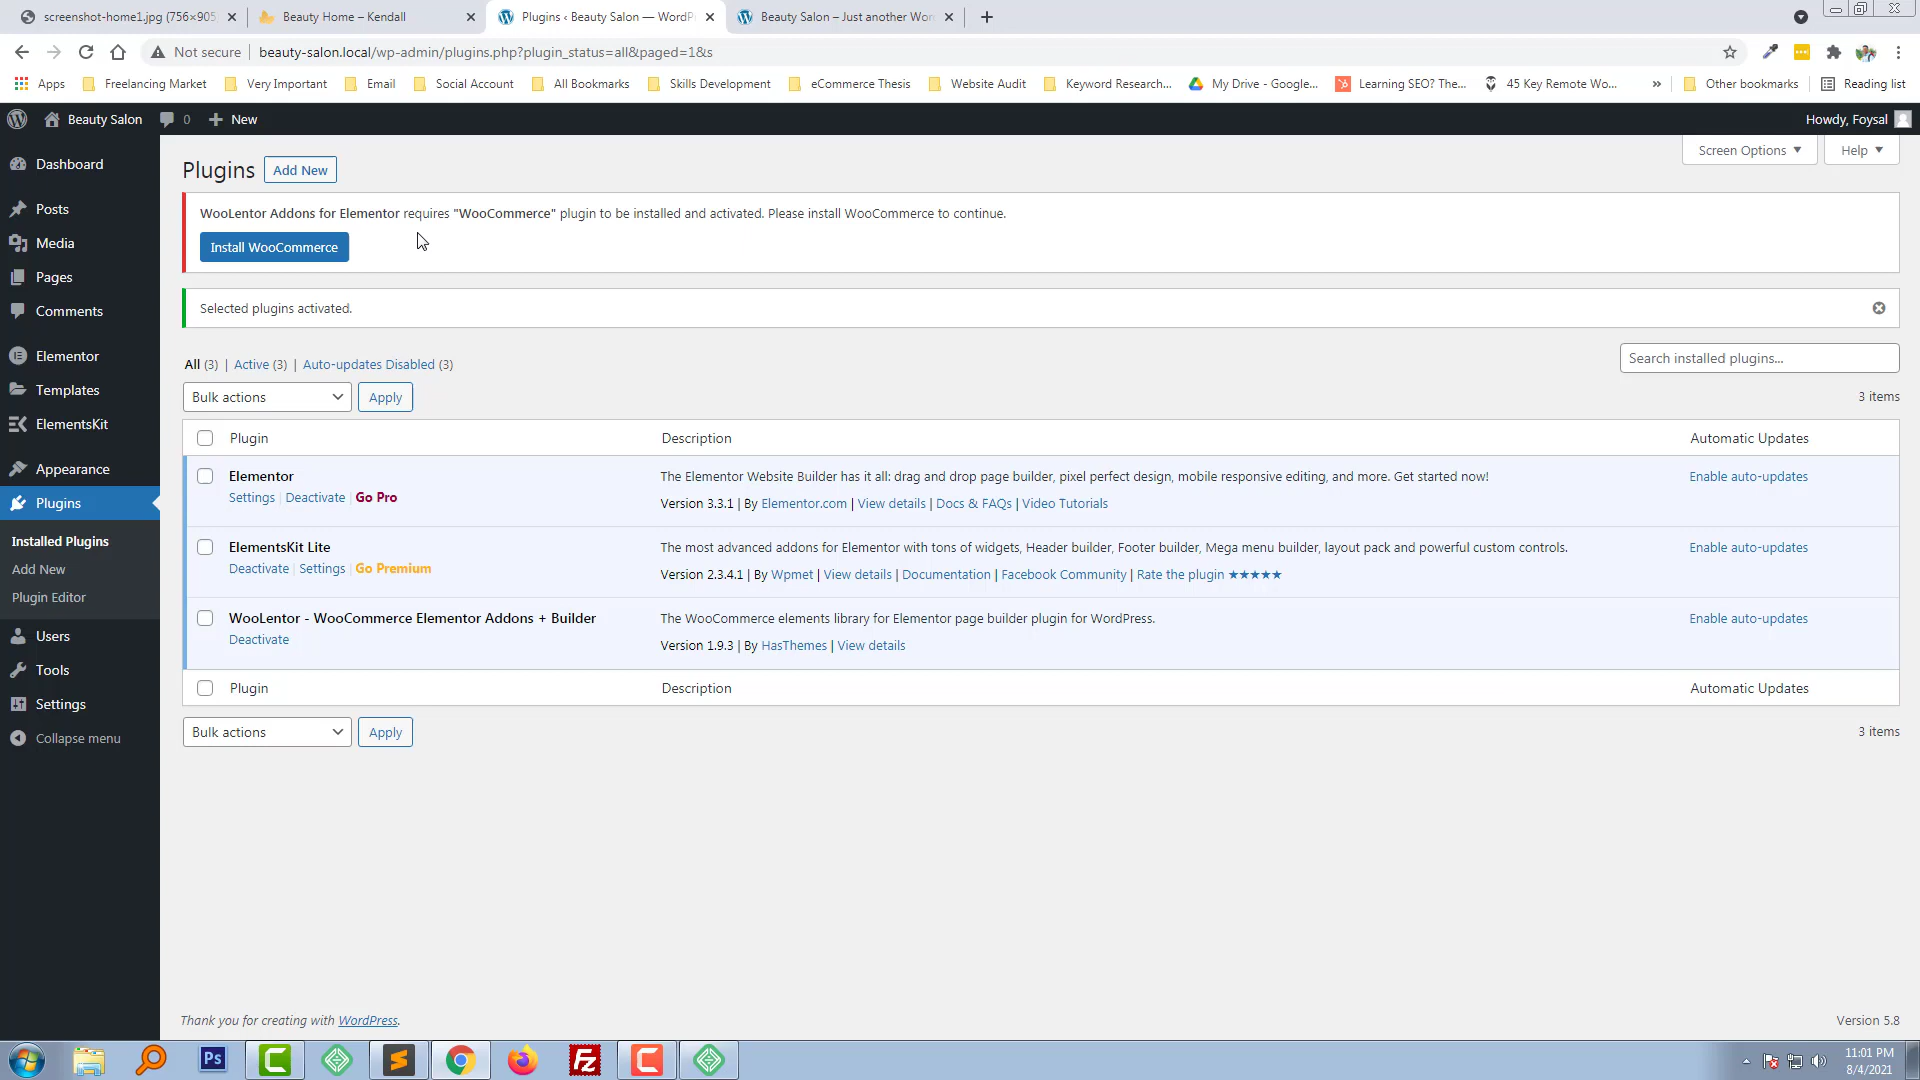 screenshot-home1.jpg (756×905
Beauty Home – Kendall
Plugins ‹ Beauty Salon — WordP
Beauty Salon – Just another Wor
Not secure
beauty-salon.local/wp-admin/plugins.php?plugin_status=all&paged=1&s
Apps
Freelancing Market
Very Important
Email
Social Account
All Bookmarks
Skills Development
eCommerce Thesis
Website Audit
Keyword Research...
My Drive - Google...
Learning SEO? The...
45 Key Remote Wo...
»
Other bookmarks
Reading list
Beauty Salon
0
New
Howdy, Foysal
Dashboard
Posts
Media
Pages
Comments
Elementor
Templates
ElementsKit
Appearance
Plugins
Installed Plugins
Add New
Plugin Editor
Users
Tools
Settings
Collapse menu
Plugins
Add New
Screen Options
Help
WooLentor Addons for Elementor requires "WooCommerce" plugin to be installed and activated. Please install WooCommerce to continue.
Install WooCommerce
Selected plugins activated.
All (3) | Active (3) | Auto-updates Disabled (3)
Search installed plugins...
Bulk actions
Apply
3 items
Plugin
Description
Automatic Updates
Elementor
Settings | Deactivate | Go Pro
The Elementor Website Builder has it all: drag and drop page builder, pixel perfect design, mobile responsive editing, and more. Get started now!
Version 3.3.1 | By Elementor.com | View details | Docs & FAQs | Video Tutorials
Enable auto-updates
ElementsKit Lite
Deactivate | Settings | Go Premium
The most advanced addons for Elementor with tons of widgets, Header builder, Footer builder, Mega menu builder, layout pack and powerful custom controls.
Version 2.3.4.1 | By Wpmet | View details | Documentation | Facebook Community | Rate the plugin ★★★★★
Enable auto-updates
WooLentor - WooCommerce Elementor Addons + Builder
Deactivate
The WooCommerce elements library for Elementor page builder plugin for WordPress.
Version 1.9.3 | By HasThemes | View details
Enable auto-updates
Plugin
Description
Automatic Updates
Bulk actions
Apply
3 items
Thank you for creating with WordPress.
Version 5.8
Ps
Fz
11:01 PM
8/4/2021